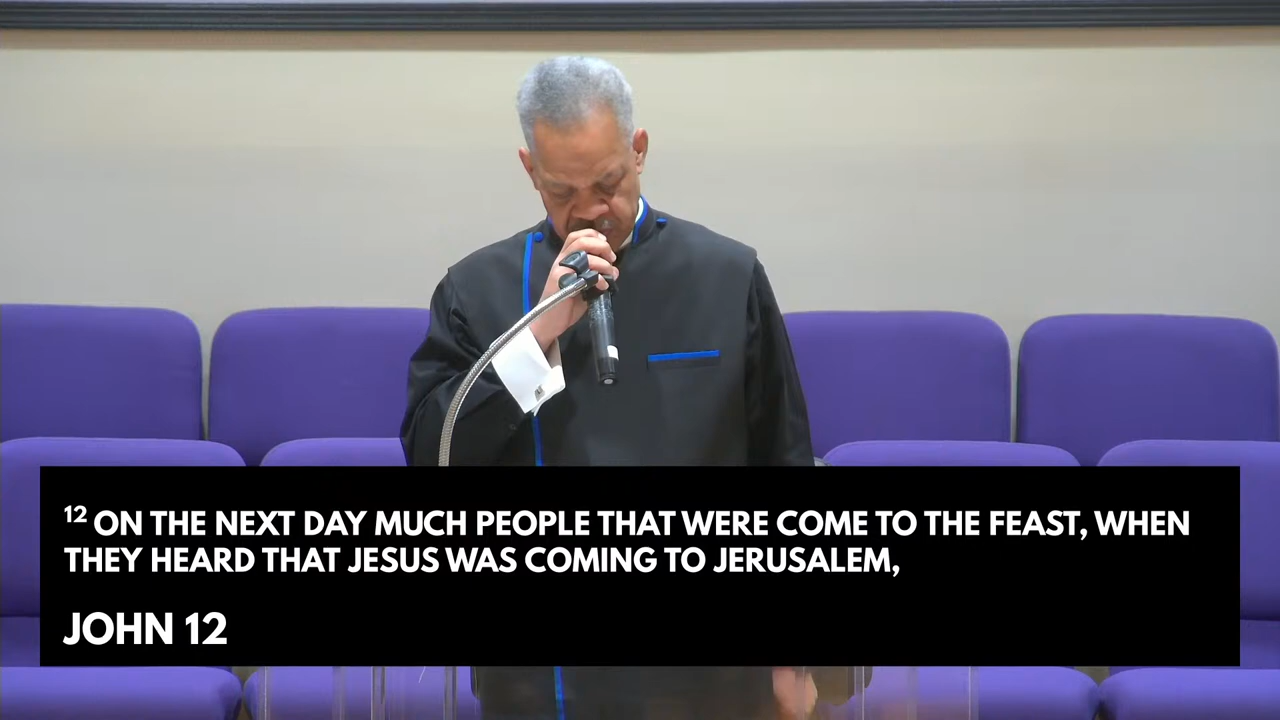 12 ON THE NEXT DAY MUCH PEOPLE THAT WERE COME TO THE FEAST, WHEN
THEY HEARD THAT JESUS WAS COMING TO JERUSALEM,
JOHN 12